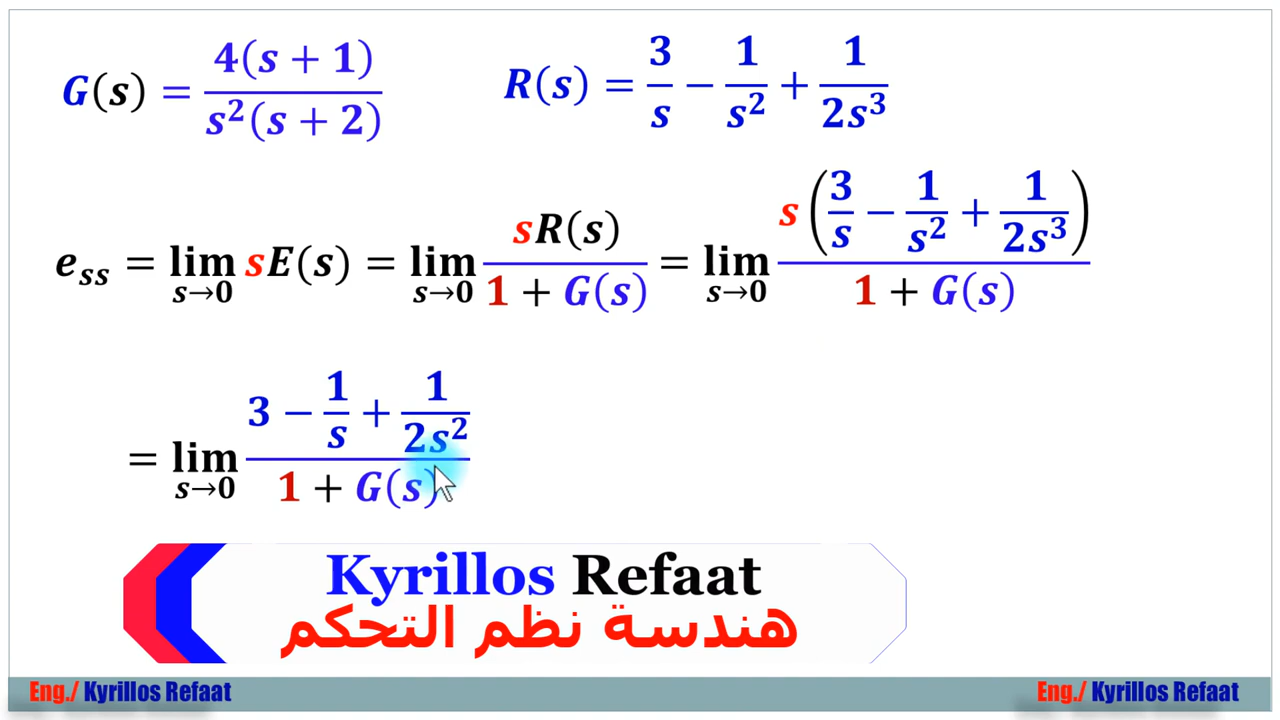 G(s) = 4(s + 1) / s²(s + 2)
R(s) = 3/s − 1/s² + 1/2s³
e_ss = lim_{s→0} sE(s) = lim_{s→0} sR(s) / 1 + G(s) = lim_{s→0} s(3/s − 1/s² + 1/2s³) / 1 + G(s)
= lim_{s→0} 3 − 1/s + 1/2s² / 1 + G(s)
Kyrillos Refaat
هندسة نظم التحكم
Eng./ Kyrillos Refaat
Eng./ Kyrillos Refaat